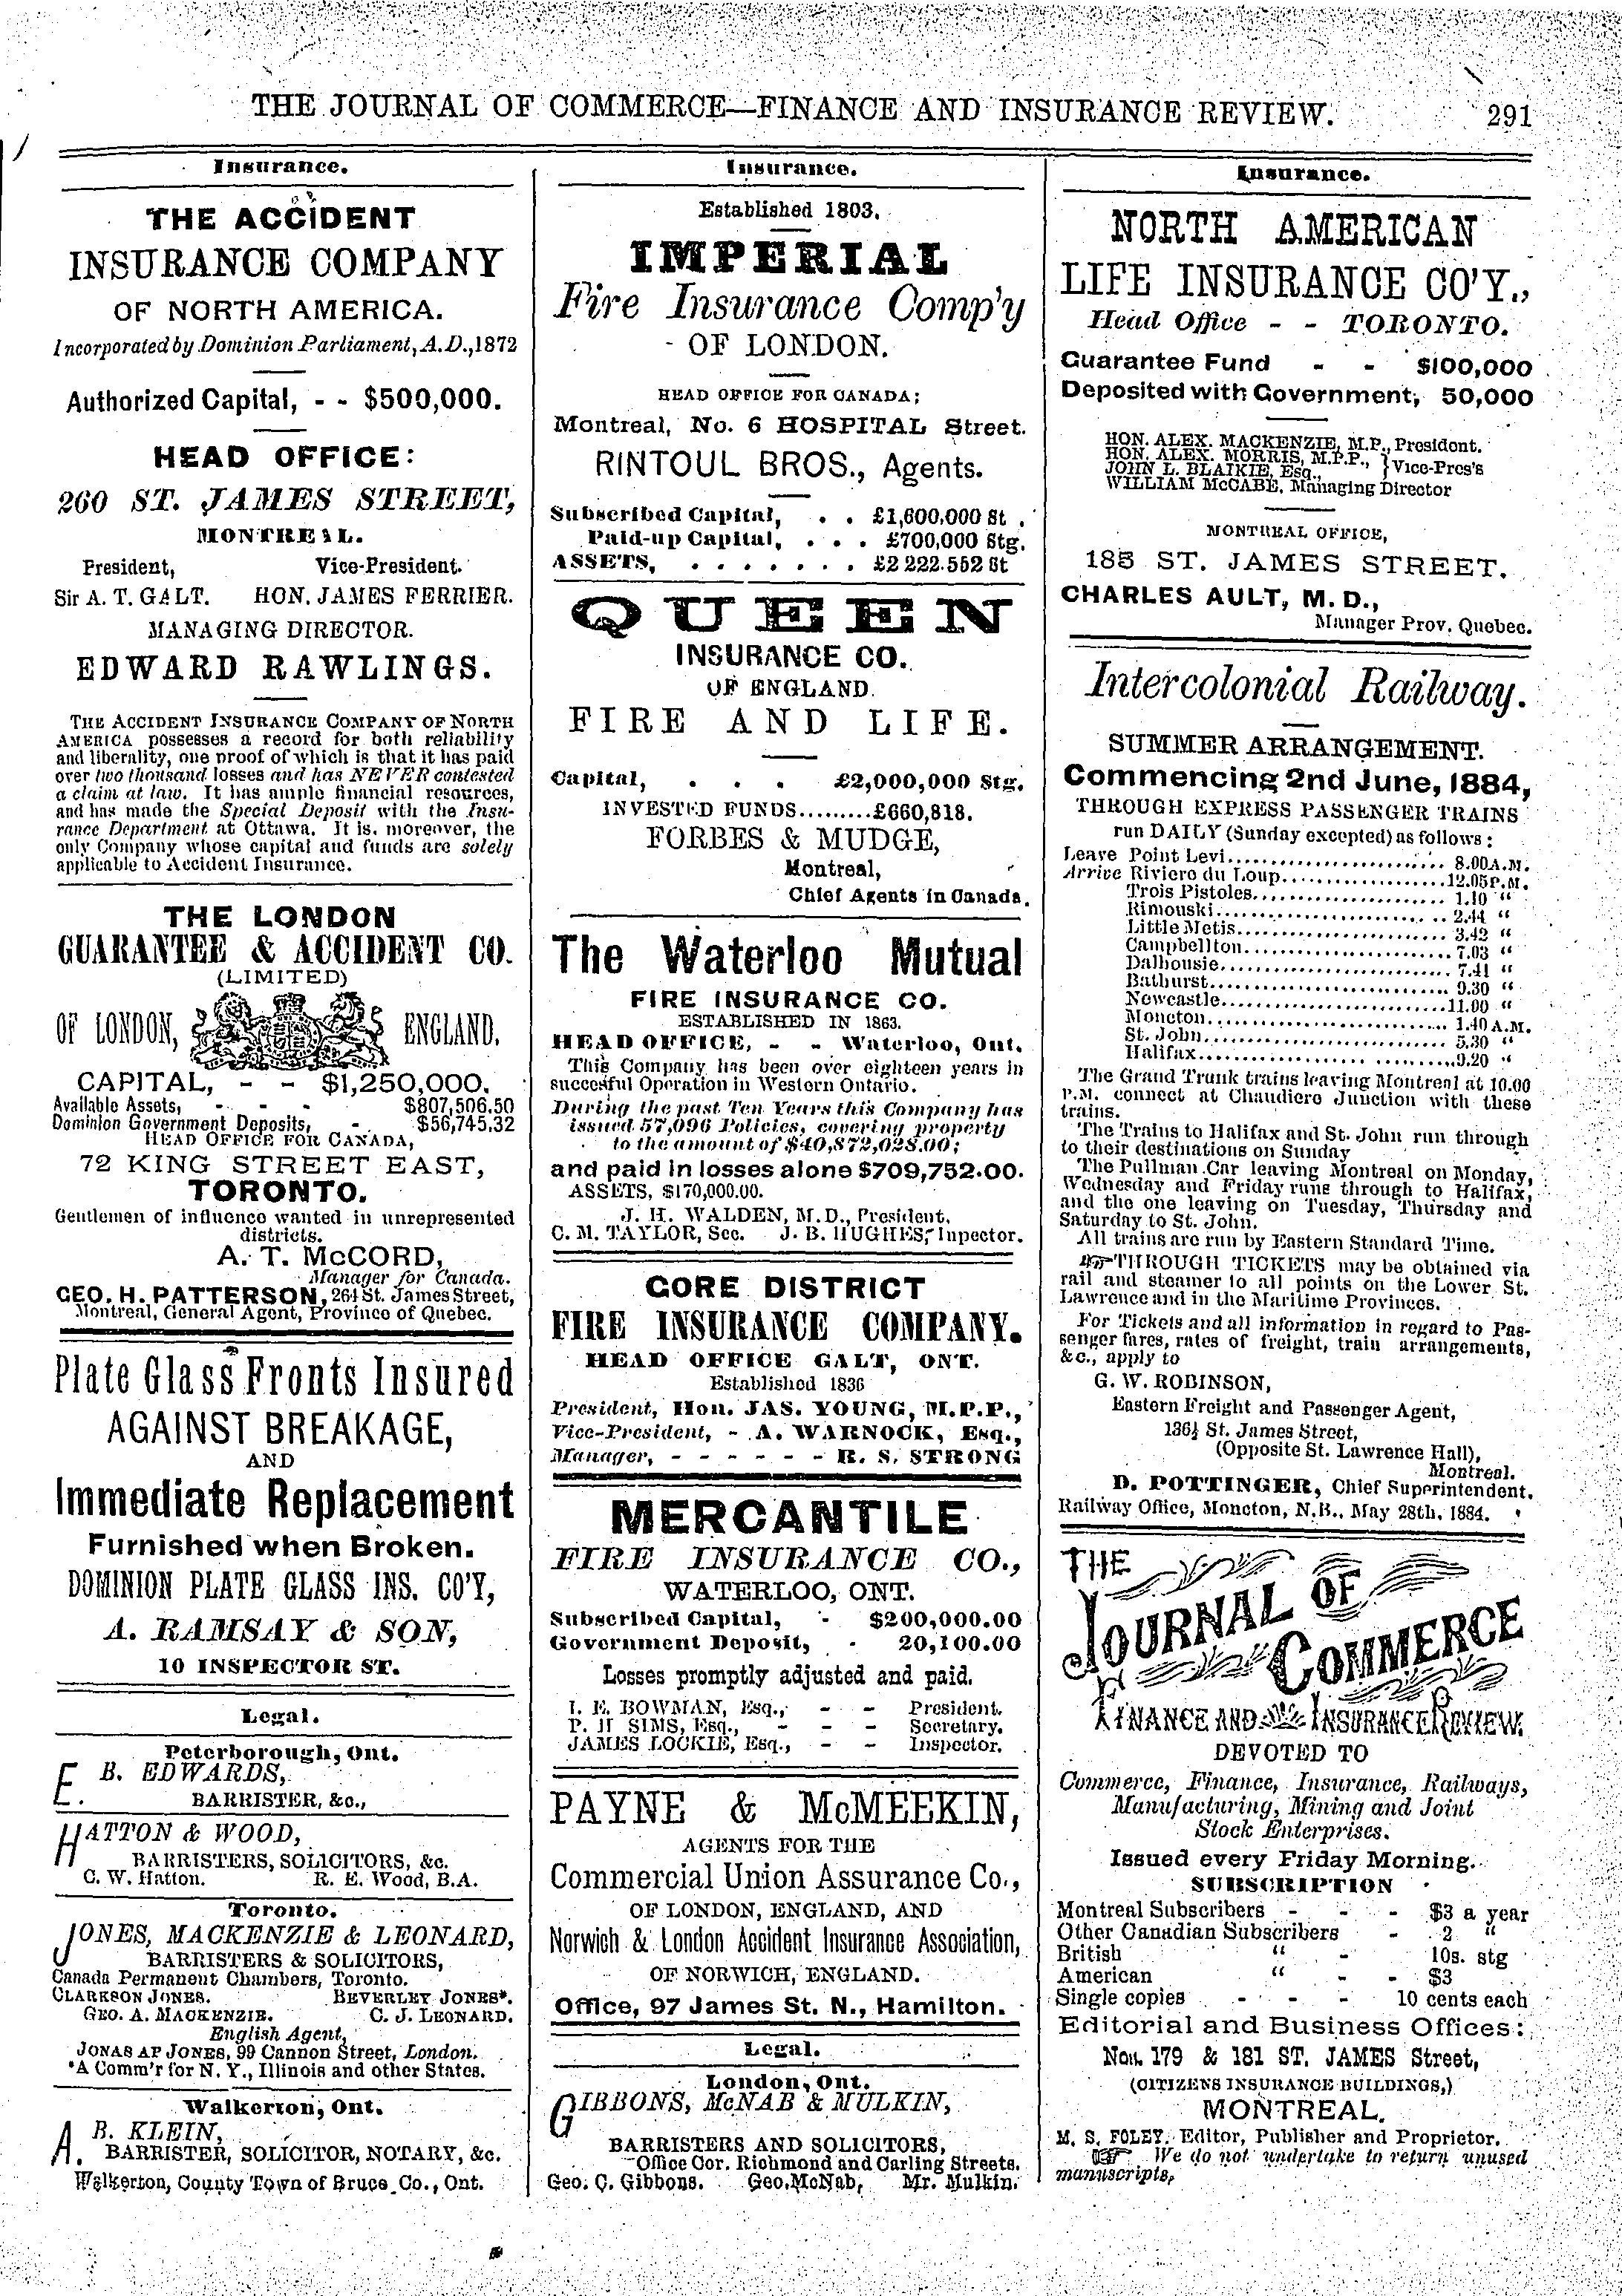 THE JOURNAL OF COMMERCE—FINANCE AND INSURANCE REVIEW. 291
Insurance.
THE ACCIDENT
INSURANCE COMPANY
OF NORTH AMERICA.
Incorporated by Dominion Parliament, A.D., 1872
Authorized Capital, - - $500,000.
HEAD OFFICE:
260 ST. JAMES STREET,
MONTREAL.
President, Vice-President.
Sir A. T. GALT. HON. JAMES FERRIER.
MANAGING DIRECTOR.
EDWARD RAWLINGS.
THE ACCIDENT INSURANCE COMPANY OF NORTH
AMERICA possesses a record for both reliability
and liberality, one proof of which is that it has paid
over two thousand losses and has NEVER contested
a claim at law. It has ample financial resources,
and has made the Special Deposit with the Insu-
rance Department at Ottawa. It is, moreover, the
only Company whose capital and funds are solely
applicable to Accident Insurance.
THE LONDON
GUARANTEE & ACCIDENT CO.
(LIMITED)
OF LONDON, ENGLAND.
CAPITAL, - - $1,250,000.
Available Assets, - - - $807,506.50
Dominion Government Deposits, - $56,745.32
HEAD OFFICE FOR CANADA,
72 KING STREET EAST,
TORONTO.
Gentlemen of influence wanted in unrepresented
districts.
A. T. McCORD,
Manager for Canada.
GEO. H. PATTERSON, 264 St. James Street,
Montreal, General Agent, Province of Quebec.
Plate Glass Fronts Insured
AGAINST BREAKAGE,
AND
Immediate Replacement
Furnished when Broken.
DOMINION PLATE GLASS INS. CO'Y,
A. RAMSAY & SON,
10 INSPECTOR ST.
Legal.
Peterborough, Ont.
E. B. EDWARDS,
BARRISTER, &c.,
HATTON & WOOD,
BARRISTERS, SOLICITORS, &c.
C. W. Hatton. R. E. Wood, B.A.
Toronto.
JONES, MACKENZIE & LEONARD,
BARRISTERS & SOLICITORS,
Canada Permanent Chambers, Toronto.
CLARKSON JONES. BEVERLEY JONES*.
GEO. A. MACKENZIE. C. J. LEONARD.
English Agent,
JONAS AP JONES, 99 Cannon Street, London.
*A Comm'r for N. Y., Illinois and other States.
Walkerton, Ont.
A. B. KLEIN,
BARRISTER, SOLICITOR, NOTARY, &c.
Walkerton, County Town of Bruce Co., Ont.
Insurance.
Established 1803.
IMPERIAL
Fire Insurance Comp'y
OF LONDON.
HEAD OFFICE FOR CANADA;
Montreal, No. 6 HOSPITAL Street.
RINTOUL BROS., Agents.
Subscribed Capital, . . £1,600,000 St .
Paid-up Capital, . . . £700,000 Stg.
ASSETS, . . . . . . . £2 222.552 St
QUEEN
INSURANCE CO.
OF ENGLAND.
FIRE AND LIFE.
Capital, . . . £2,000,000 Stg.
INVESTED FUNDS.........£660,818.
FORBES & MUDGE,
Montreal,
Chief Agents in Canada.
The Waterloo Mutual
FIRE INSURANCE CO.
ESTABLISHED IN 1863.
HEAD OFFICE, - - Waterloo, Ont.
This Company has been over eighteen years in
succesful Operation in Western Ontario.
During the past Ten Years this Company has
issued 57,096 Policies, covering property
to the amount of $40,872,028.00;
and paid in losses alone $709,752.00.
ASSETS, $170,000.00.
J. H. WALDEN, M.D., President.
C. M. TAYLOR, Sec. J. B. HUGHES, Inpector.
GORE DISTRICT
FIRE INSURANCE COMPANY.
HEAD OFFICE GALT, ONT.
Established 1836
President, Hon. JAS. YOUNG, M.P.P.,
Vice-President, - A. WARNOCK, Esq.,
Manager, - - - - - - R. S. STRONG
MERCANTILE
FIRE INSURANCE CO.,
WATERLOO, ONT.
Subscribed Capital, - $200,000.00
Government Deposit, - 20,100.00
Losses promptly adjusted and paid.
I. E. BOWMAN, Esq., - - President.
P. H SIMS, Esq., - - - Secretary.
JAMES LOCKIE, Esq., - - Inspector.
PAYNE & McMEEKIN,
AGENTS FOR THE
Commercial Union Assurance Co.,
OF LONDON, ENGLAND, AND
Norwich & London Accident Insurance Association,
OF NORWICH, ENGLAND.
Office, 97 James St. N., Hamilton.
Legal.
London, Ont.
GIBBONS, McNAB & MULKIN,
BARRISTERS AND SOLICITORS,
Office Cor. Richmond and Carling Streets.
Geo. C. Gibbons. Geo. McNab, Mr. Mulkin.
Insurance.
NORTH AMERICAN
LIFE INSURANCE CO'Y.,
Head Office - - TORONTO.
Guarantee Fund - - $100,000
Deposited with Government, 50,000
HON. ALEX. MACKENZIE, M.P., President.
HON. ALEX. MORRIS, M.P.P., } Vice-Pres's
JOHN L. BLAIKIE, Esq.,
WILLIAM McCABE, Managing Director
MONTREAL OFFICE,
185 ST. JAMES STREET.
CHARLES AULT, M. D.,
Manager Prov. Quebec.
Intercolonial Railway.
SUMMER ARRANGEMENT.
Commencing 2nd June, 1884,
THROUGH EXPRESS PASSENGER TRAINS
run DAILY (Sunday excepted) as follows:
Leave Point Levi........................ 8.00 A.M.
Arrive Riviere du Loup..................12.05 P.M.
Trois Pistoles........................ 1.10 "
Rimouski.......................... 2.44 "
Little Metis.......................... 3.42 "
Campbellton.......................... 7.03 "
Dalhousie.......................... 7.41 "
Bathurst.......................... 9.30 "
Newcastle..........................11.00 "
Moncton.......................... 1.40 A.M.
St. John.......................... 5.30 "
Halifax..........................9.20 "
The Grand Trunk trains leaving Montreal at 10.00
P.M. connect at Chaudiere Junction with these
trains.
The Trains to Halifax and St. John run through
to their destinations on Sunday
The Pullman Car leaving Montreal on Monday,
Wednesday and Friday runs through to Halifax,
and the one leaving on Tuesday, Thursday and
Saturday to St. John.
All trains are run by Eastern Standard Time.
☞THROUGH TICKETS may be obtained via
rail and steamer to all points on the Lower St.
Lawrence and in the Maritime Provinces.
For Tickets and all information in regard to Pas-
senger fares, rates of freight, train arrangements,
&c., apply to
G. W. ROBINSON,
Eastern Freight and Passenger Agent,
136½ St. James Street,
(Opposite St. Lawrence Hall),
Montreal.
D. POTTINGER, Chief Superintendent.
Railway Office, Moncton, N.B., May 28th, 1884.
THE
JOURNAL OF
COMMERCE
FINANCE AND INSURANCE REVIEW.
DEVOTED TO
Commerce, Finance, Insurance, Railways,
Manufacturing, Mining and Joint
Stock Enterprises.
Issued every Friday Morning.
SUBSCRIPTION
Montreal Subscribers - - - $3 a year
Other Canadian Subscribers - 2 "
British " - 10s. stg
American " - - $3
Single copies - - - 10 cents each
Editorial and Business Offices:
Nos. 179 & 181 ST. JAMES Street,
(CITIZENS INSURANCE BUILDINGS,)
MONTREAL.
M. S. FOLEY, Editor, Publisher and Proprietor.
☞ We do not undertake to return unused
manuscripts,